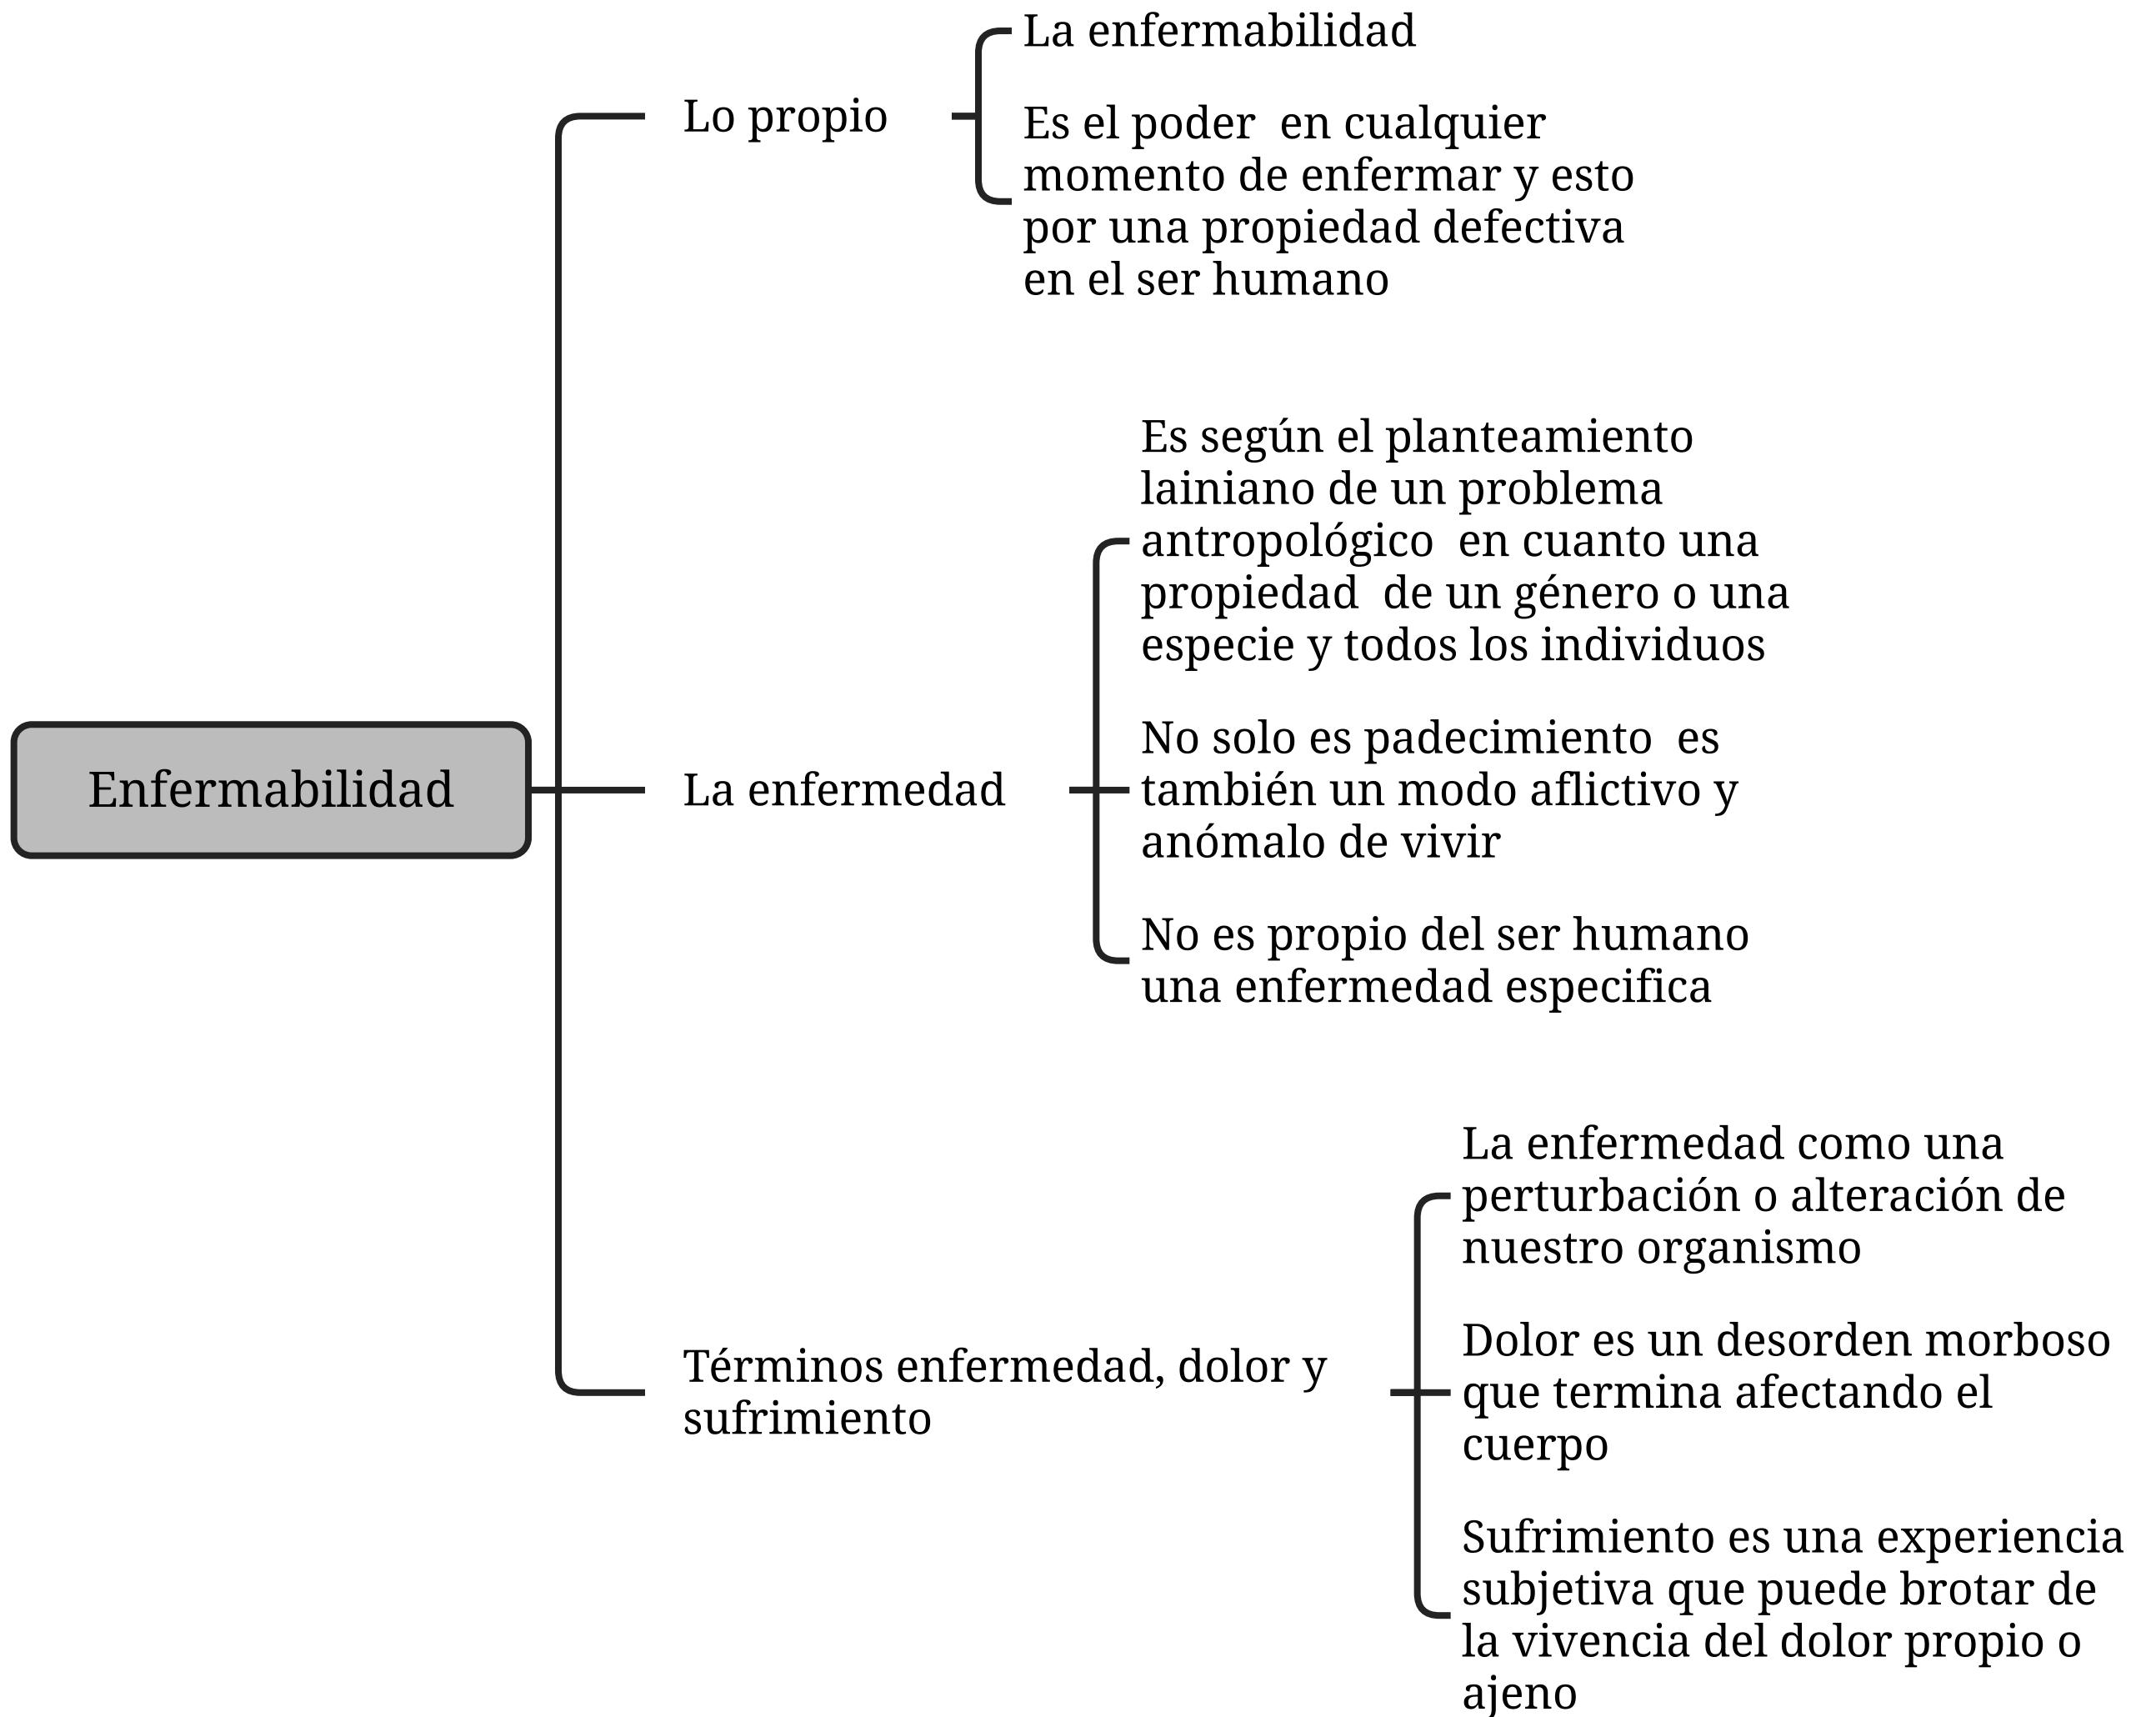 Enfermabilidad
Lo propio
La enfermabilidad
Es el poder  en cualquier
momento de enfermar y esto
por una propiedad defectiva
en el ser humano
La enfermedad
Es según el planteamiento
lainiano de un problema
antropológico  en cuanto una
propiedad  de un género o una
especie y todos los individuos
No solo es padecimiento  es
también un modo aflictivo y
anómalo de vivir
No es propio del ser humano
una enfermedad especifica
Términos enfermedad, dolor y
sufrimiento
La enfermedad como una
perturbación o alteración de
nuestro organismo
Dolor es un desorden morboso
que termina afectando el
cuerpo
Sufrimiento es una experiencia
subjetiva que puede brotar de
la vivencia del dolor propio o
ajeno